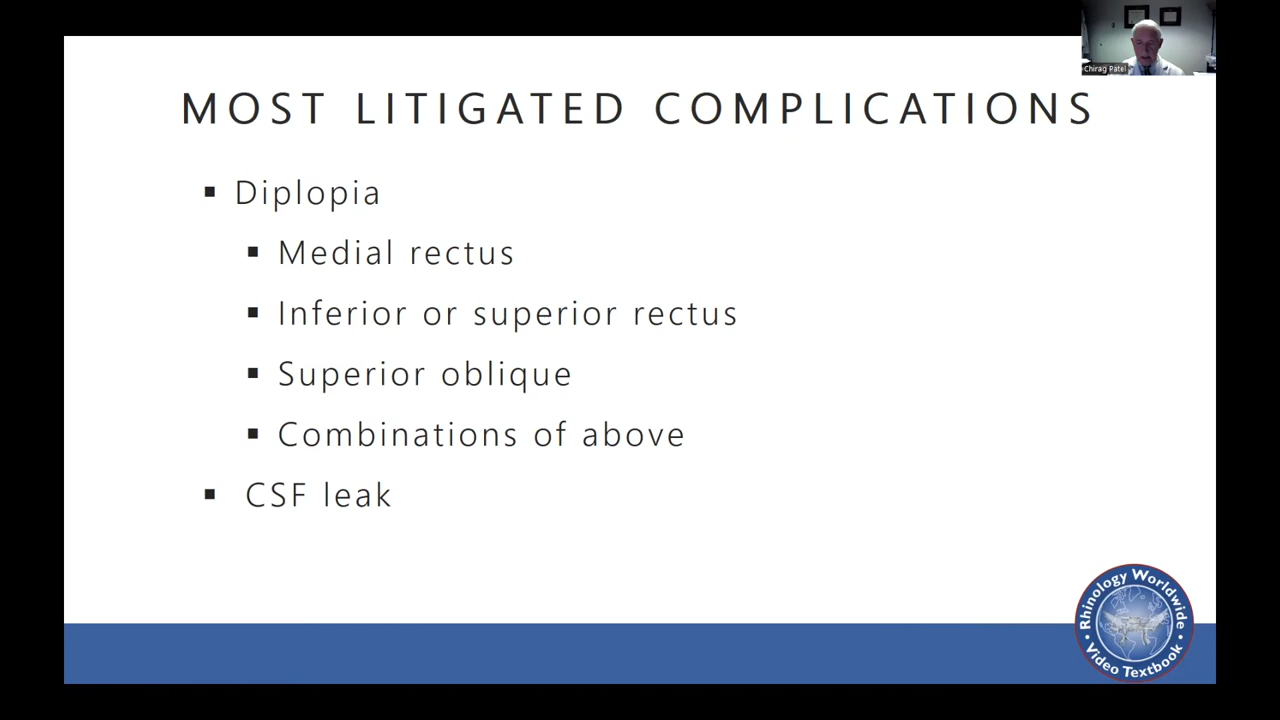 Chirag Patel
MOST LITIGATED COMPLICATIONS
▪ Diplopia
▪ Medial rectus
▪ Inferior or superior rectus
▪ Superior oblique
▪ Combinations of above
▪ CSF leak
Rhinology Worldwide
• Video Textbook •